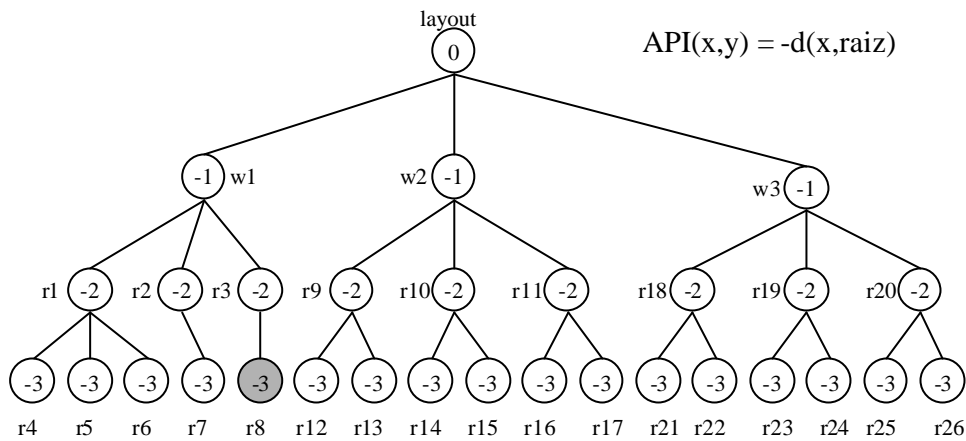 layout
API(x,y) = -d(x,raiz)
0
-1 w1 w2 -1 w3 -1
r1 -2 r2 -2 r3 -2 r9 -2 r10 -2 r11 -2 r18 -2 r19 -2 r20 -2
-3 -3 -3 -3 -3 -3 -3 -3 -3 -3 -3 -3 -3 -3 -3 -3 -3
r4 r5 r6 r7 r8 r12 r13 r14 r15 r16 r17 r21 r22 r23 r24 r25 r26